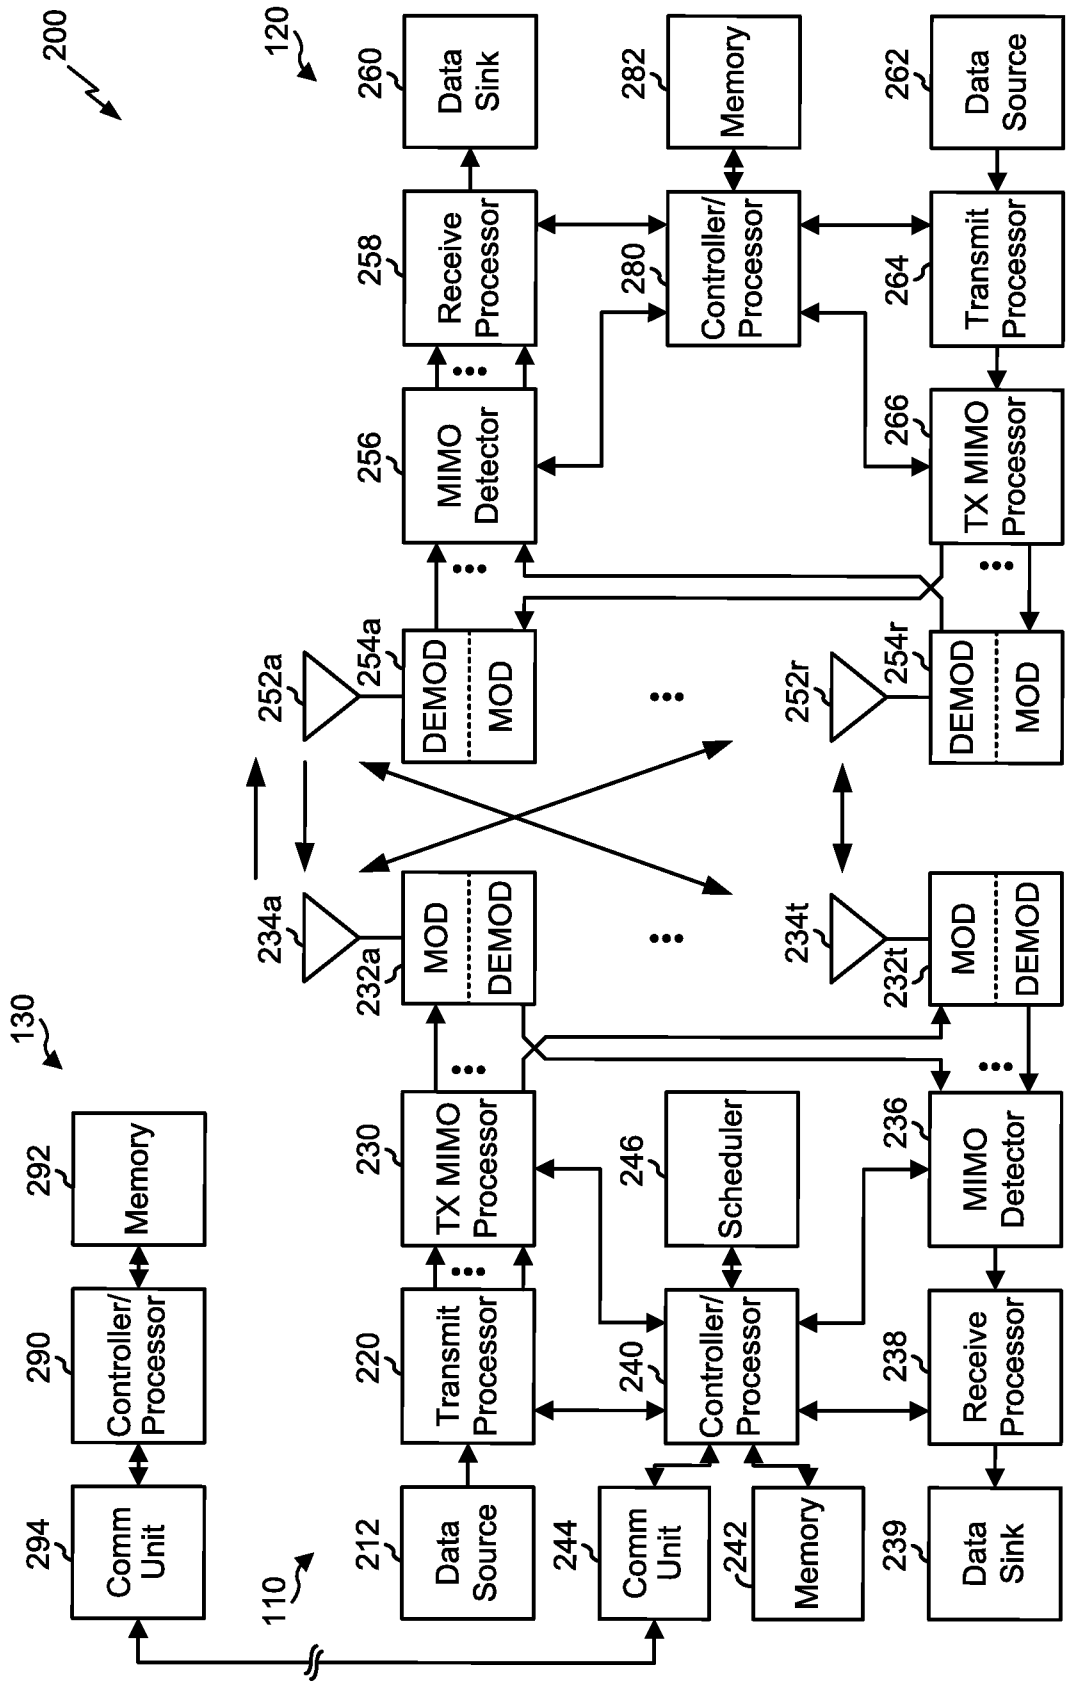 200
130
294
Comm
Unit
290
Controller/
Processor
292
Memory
110
120
212
Data
Source
220
Transmit
Processor
230
TX MIMO
Processor
232a
MOD
DEMOD
234a
252a
254a
DEMOD
MOD
256
MIMO
Detector
258
Receive
Processor
260
Data
Sink
244
Comm
Unit
242
Memory
240
Controller/
Processor
246
Scheduler
280
Controller/
Processor
282
Memory
239
Data
Sink
238
Receive
Processor
236
MIMO
Detector
232t
MOD
DEMOD
234t
252r
254r
DEMOD
MOD
266
TX MIMO
Processor
264
Transmit
Processor
262
Data
Source